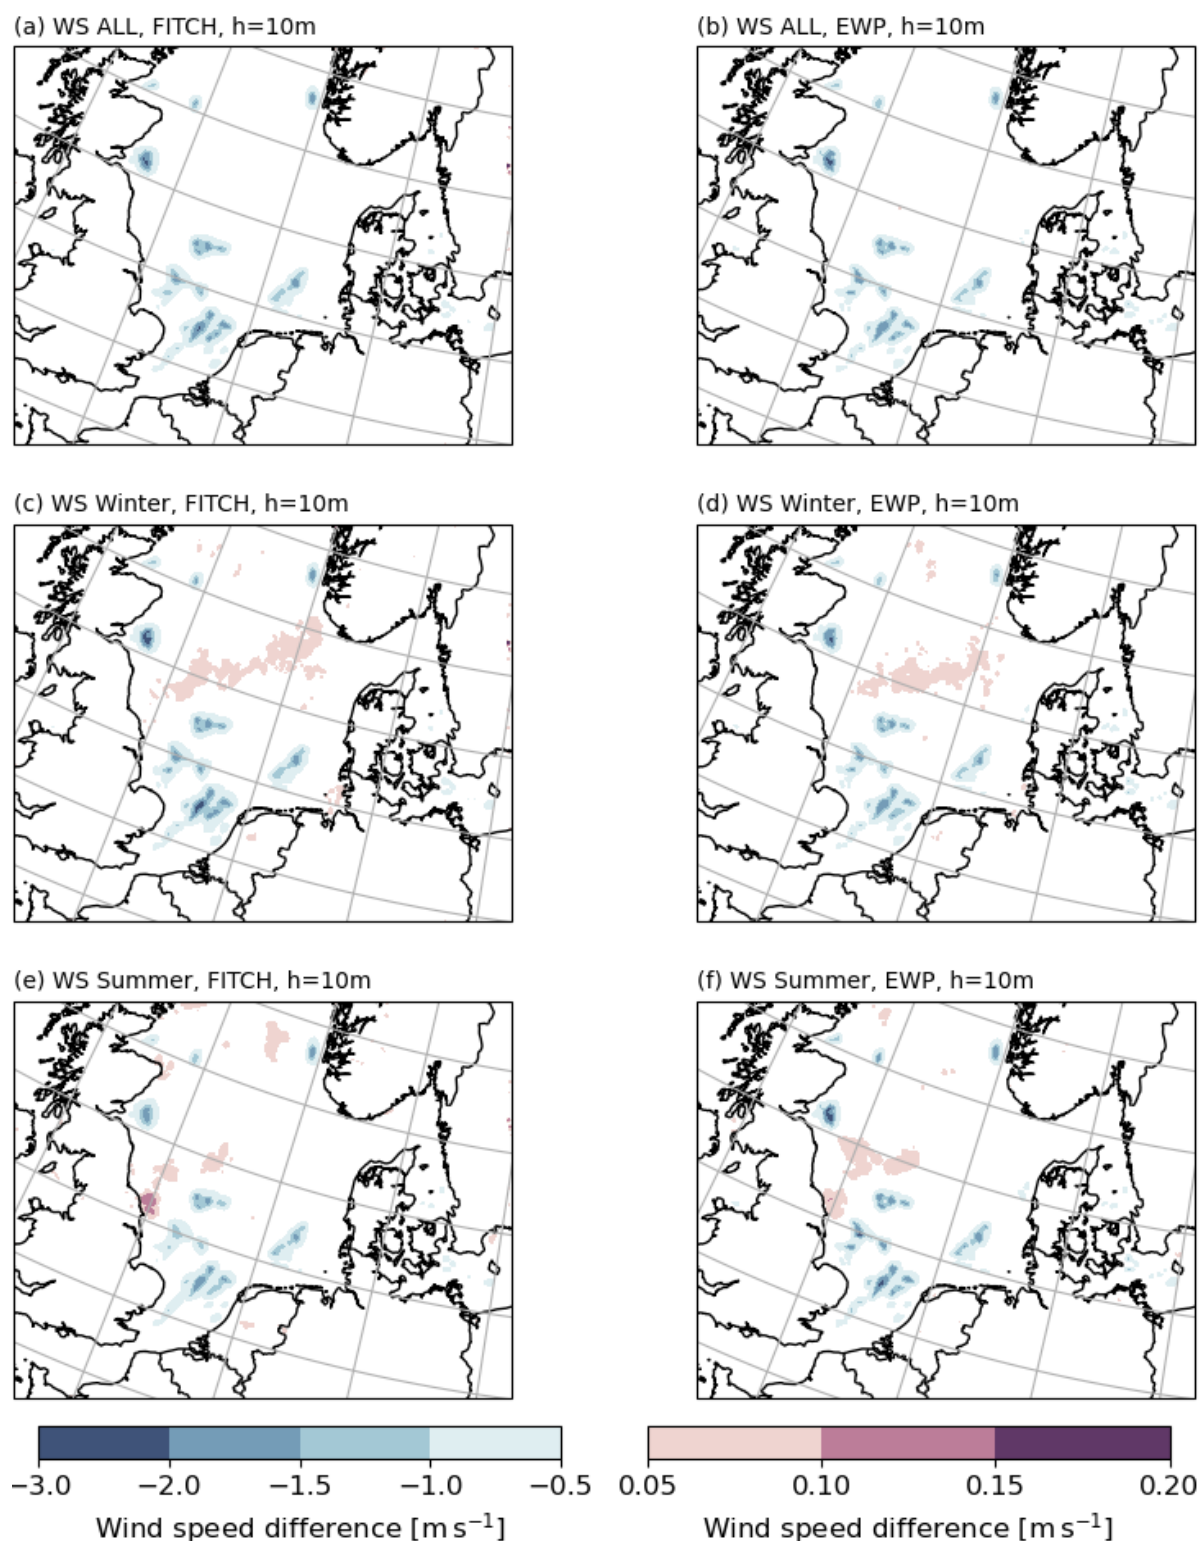 (a) WS ALL, FITCH, h=10m
(b) WS ALL, EWP, h=10m
(c) WS Winter, FITCH, h=10m
(d) WS Winter, EWP, h=10m
(e) WS Summer, FITCH, h=10m
(f) WS Summer, EWP, h=10m
−3.0 −2.0 −1.5 −1.0 −0.5
Wind speed difference [m s⁻¹]
0.05 0.10 0.15 0.20
Wind speed difference [m s⁻¹]